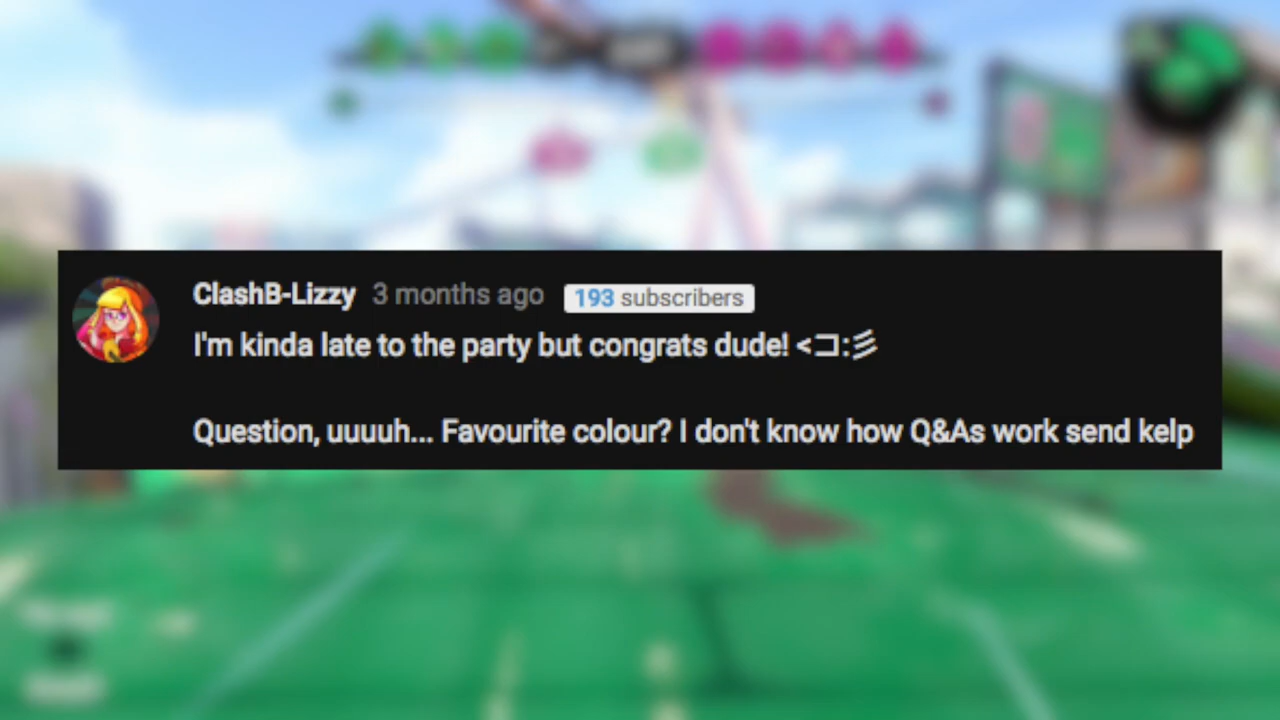 ClashB-Lizzy 3 months ago 193 subscribers
I'm kinda late to the party but congrats dude! <コ:彡
Question, uuuh... Favourite colour? I don't know how Q&As work send kelp